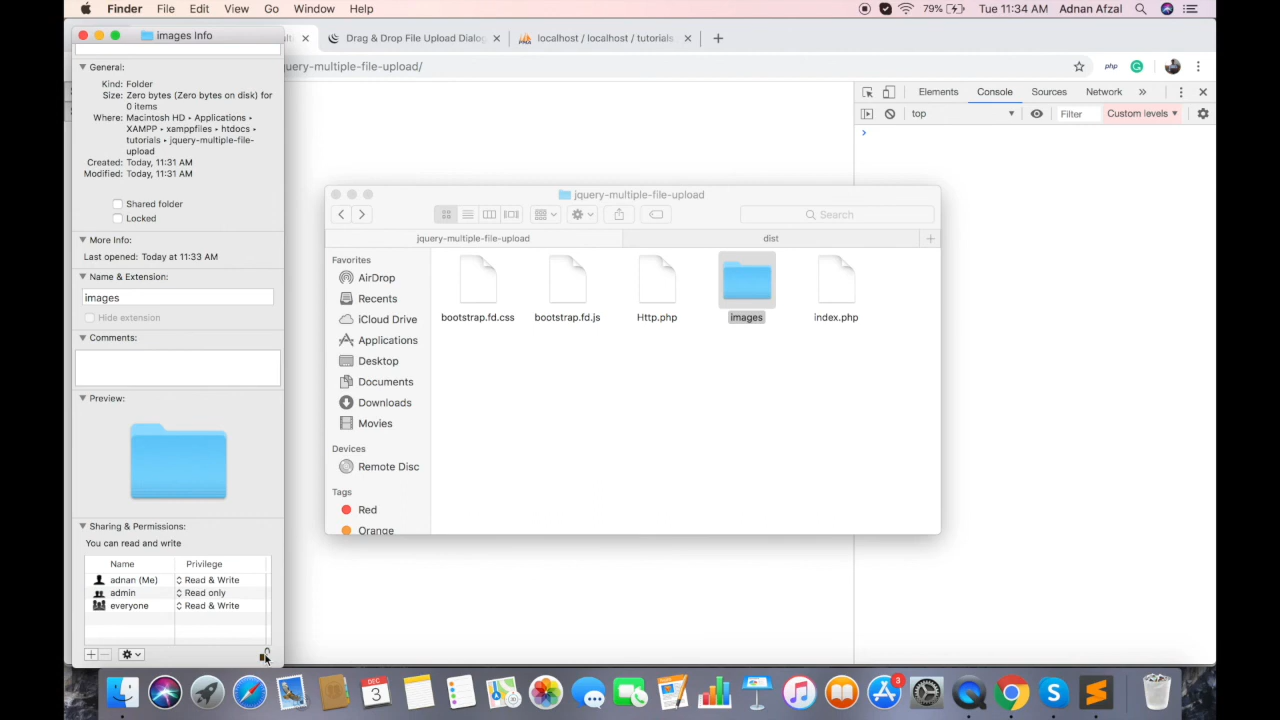 Finder File Edit View Go Window Help 79% Tue 11:34 AM Adnan Afzal
images Info
Drag & Drop File Upload Dialog
localhost / localhost / tutorials
jquery-multiple-file-upload/
php
General:
Kind: Folder
Size: Zero bytes (Zero bytes on disk) for
0 items
Where: Macintosh HD ▸ Applications ▸
XAMPP ▸ xamppfiles ▸ htdocs ▸
tutorials ▸ jquery-multiple-file-
upload
Created: Today, 11:31 AM
Modified: Today, 11:31 AM
Shared folder
Locked
More Info:
Last opened: Today at 11:33 AM
Name & Extension:
images
Hide extension
Comments:
Preview:
Sharing & Permissions:
You can read and write
Name Privilege
adnan (Me) Read & Write
admin Read only
everyone Read & Write
jquery-multiple-file-upload
Search
jquery-multiple-file-upload dist
Favorites
AirDrop
Recents
iCloud Drive
Applications
Desktop
Documents
Downloads
Movies
Devices
Remote Disc
Tags
Red
Orange
bootstrap.fd.css bootstrap.fd.js Http.php images index.php
Elements Console Sources Network
top Filter Custom levels
DEC
3
3